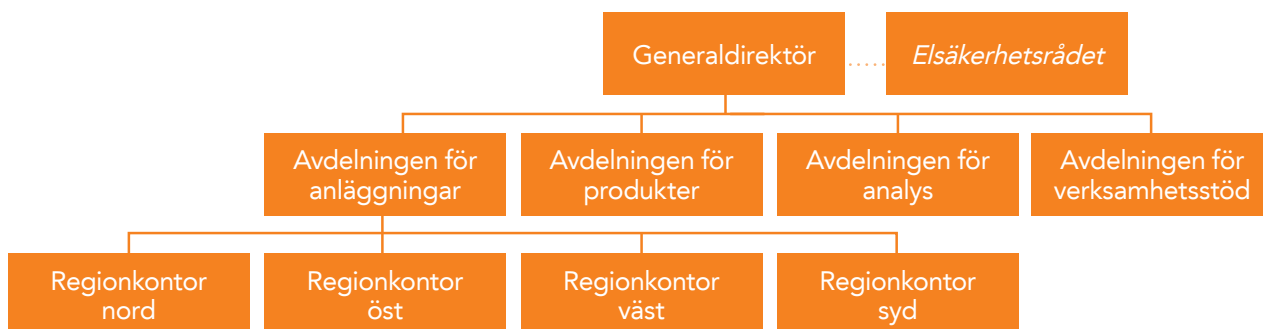 Generaldirektör
Elsäkerhetsrådet
Avdelningen för
anläggningar
Avdelningen för
produkter
Avdelningen för
analys
Avdelningen för
verksamhetsstöd
Regionkontor
nord
Regionkontor
öst
Regionkontor
väst
Regionkontor
syd